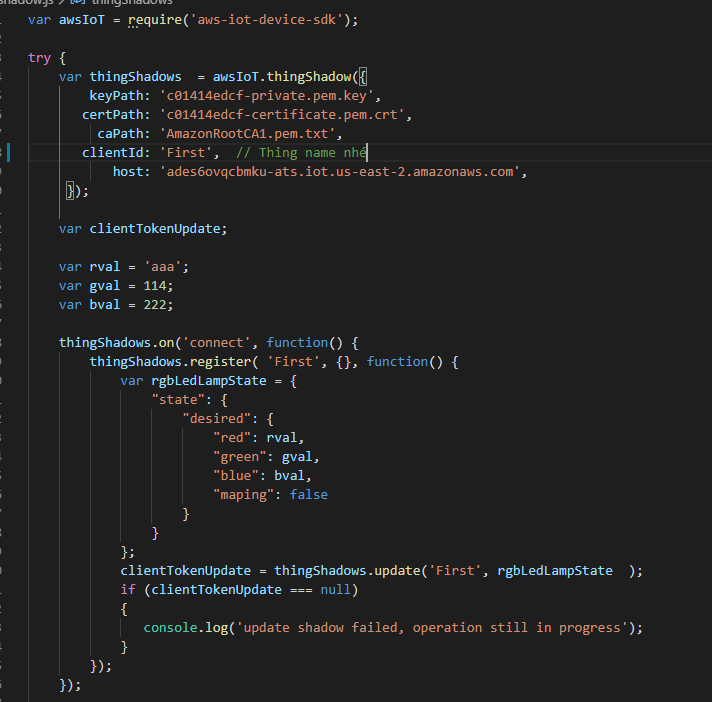 shadow.js > thingShadows
var awsIoT = require('aws-iot-device-sdk');
try {
    var thingShadows  = awsIoT.thingShadow({
        keyPath: 'c01414edcf-private.pem.key',
       certPath: 'c01414edcf-certificate.pem.crt',
         caPath: 'AmazonRootCA1.pem.txt',
       clientId: 'First',  // Thing name nhé
           host: 'ades6ovqcbmku-ats.iot.us-east-2.amazonaws.com',
     });
    var clientTokenUpdate;
    var rval = 'aaa';
    var gval = 114;
    var bval = 222;
    thingShadows.on('connect', function() {
        thingShadows.register( 'First', {}, function() {
            var rgbLedLampState = {
                "state": {
                    "desired": {
                        "red": rval,
                        "green": gval,
                        "blue": bval,
                        "maping": false
                    }
                }
            };
            clientTokenUpdate = thingShadows.update('First', rgbLedLampState  );
            if (clientTokenUpdate === null)
            {
               console.log('update shadow failed, operation still in progress');
            }
        });
    });